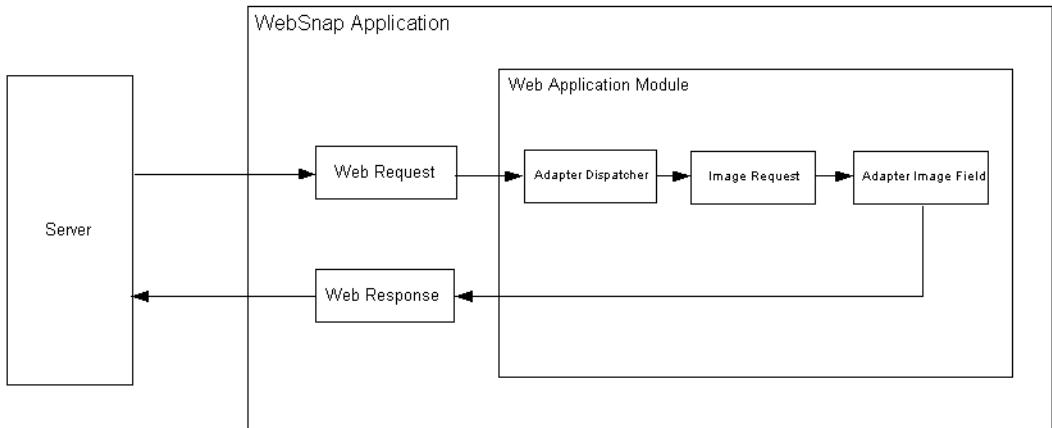 WebSnap Application
Web Application Module
Web Request
Adapter Dispatcher
Image Request
Adapter Image Field
Server
Web Response